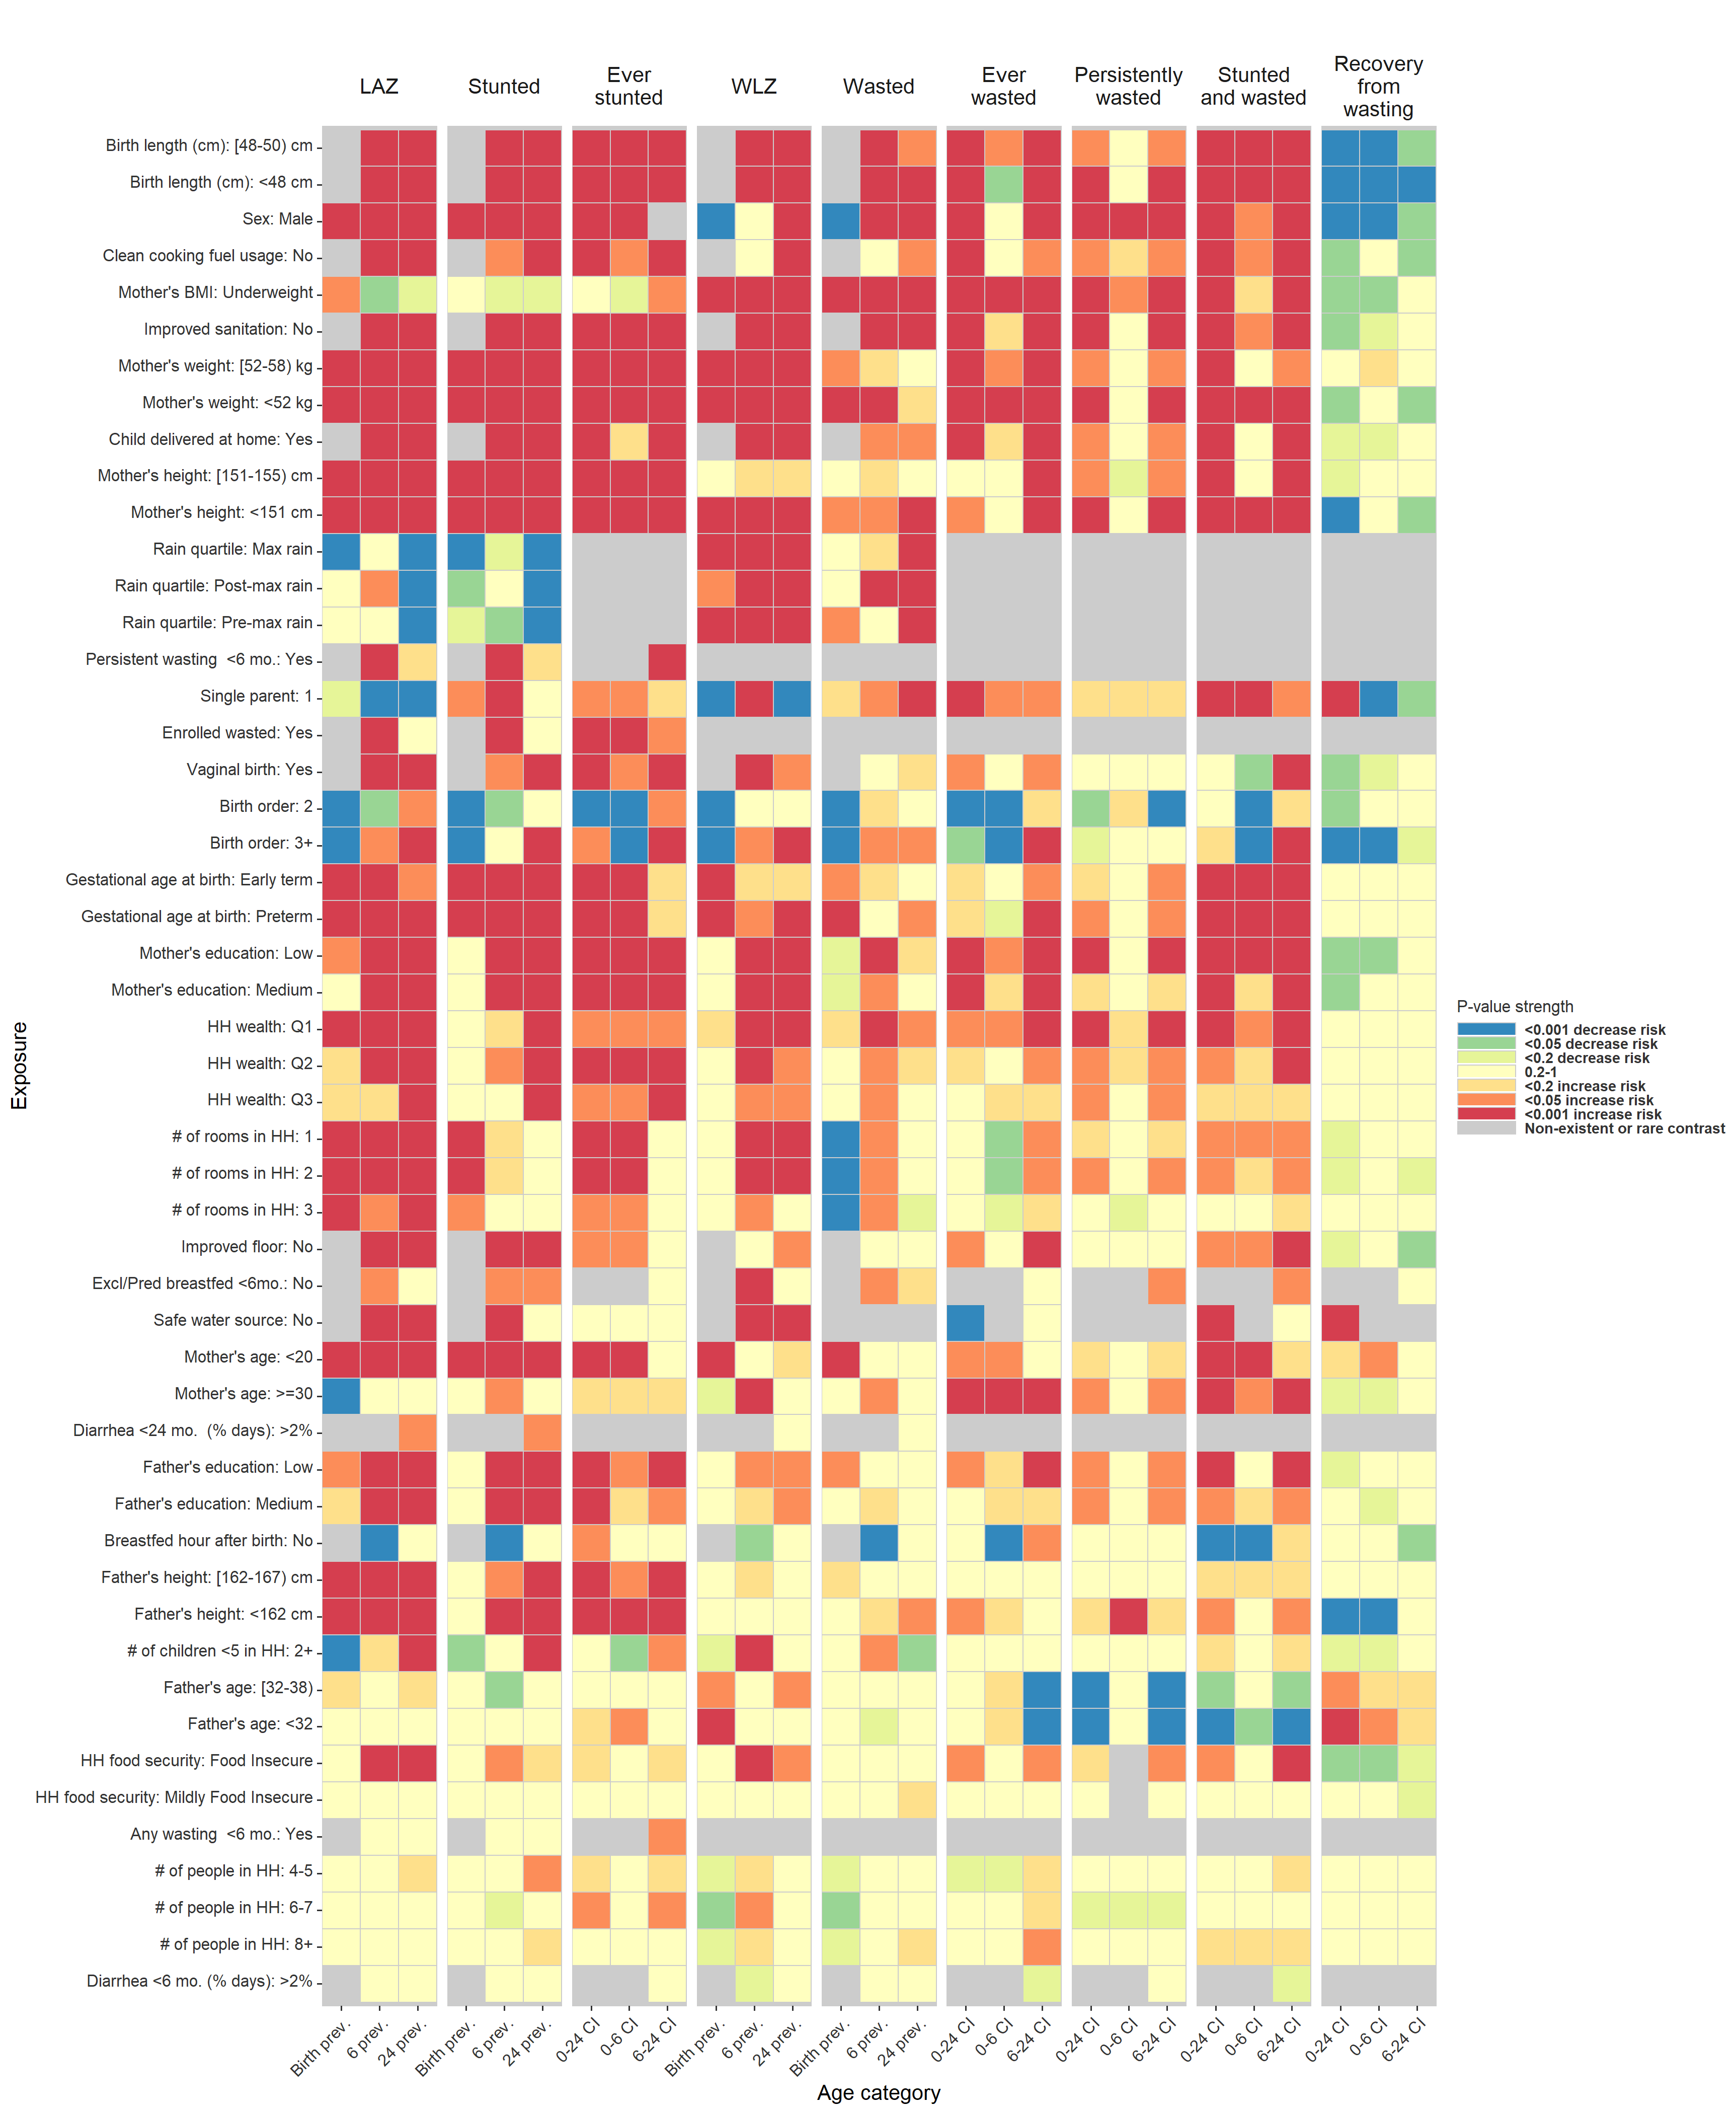 LAZ
Stunted
Ever
stunted
WLZ
Wasted
Ever
wasted
Persistently
wasted
Stunted
and wasted
Recovery
from
wasting
Exposure
Birth length (cm): [48-50) cm
Birth length (cm): <48 cm
Sex: Male
Clean cooking fuel usage: No
Mother's BMI: Underweight
Improved sanitation: No
Mother's weight: [52-58) kg
Mother's weight: <52 kg
Child delivered at home: Yes
Mother's height: [151-155) cm
Mother's height: <151 cm
Rain quartile: Max rain
Rain quartile: Post-max rain
Rain quartile: Pre-max rain
Persistent wasting  <6 mo.: Yes
Single parent: 1
Enrolled wasted: Yes
Vaginal birth: Yes
Birth order: 2
Birth order: 3+
Gestational age at birth: Early term
Gestational age at birth: Preterm
Mother's education: Low
Mother's education: Medium
HH wealth: Q1
HH wealth: Q2
HH wealth: Q3
# of rooms in HH: 1
# of rooms in HH: 2
# of rooms in HH: 3
Improved floor: No
Excl/Pred breastfed <6mo.: No
Safe water source: No
Mother's age: <20
Mother's age: >=30
Diarrhea <24 mo.  (% days): >2%
Father's education: Low
Father's education: Medium
Breastfed hour after birth: No
Father's height: [162-167) cm
Father's height: <162 cm
# of children <5 in HH: 2+
Father's age: [32-38)
Father's age: <32
HH food security: Food Insecure
HH food security: Mildly Food Insecure
Any wasting  <6 mo.: Yes
# of people in HH: 4-5
# of people in HH: 6-7
# of people in HH: 8+
Diarrhea <6 mo. (% days): >2%
Birth prev.
6 prev.
24 prev.
Birth prev.
6 prev.
24 prev.
0-24 CI
0-6 CI
6-24 CI
Birth prev.
6 prev.
24 prev.
Birth prev.
6 prev.
24 prev.
0-24 CI
0-6 CI
6-24 CI
0-24 CI
0-6 CI
6-24 CI
0-24 CI
0-6 CI
6-24 CI
0-24 CI
0-6 CI
6-24 CI
Age category
P-value strength
<0.001 decrease risk
<0.05 decrease risk
<0.2 decrease risk
0.2-1
<0.2 increase risk
<0.05 increase risk
<0.001 increase risk
Non-existent or rare contrast